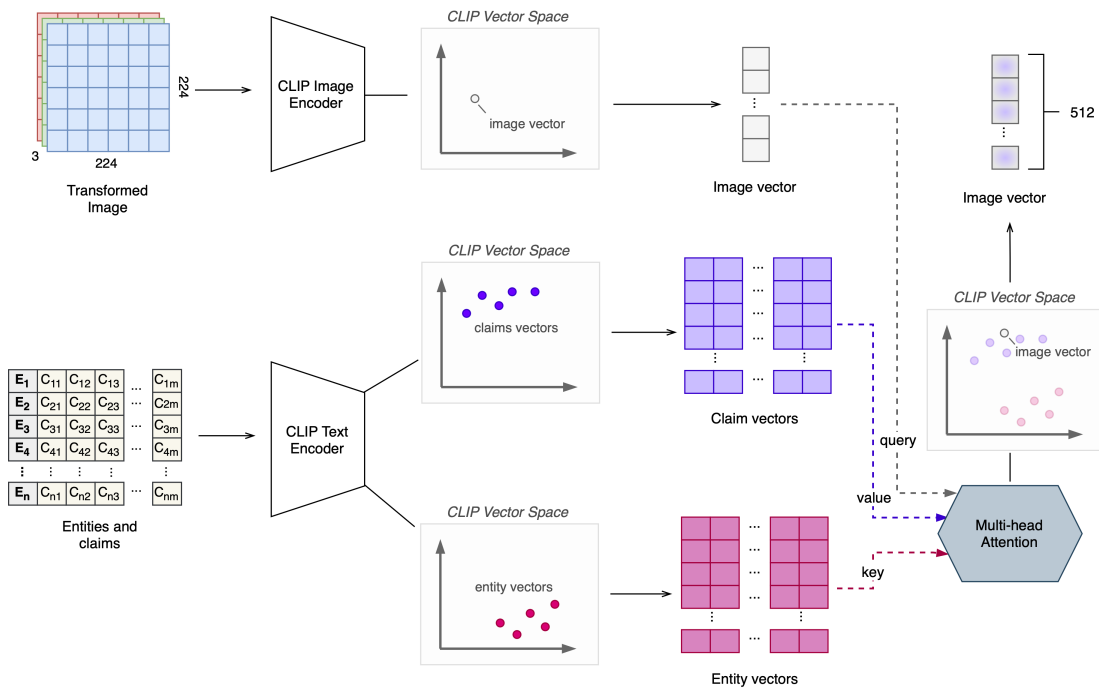 224
3
224
Transformed
Image
CLIP Image
Encoder
CLIP Vector Space
image vector
...
Image vector
...
512
Image vector
E1 C11 C12 C13 ... C1m
E2 C21 C22 C23 ... C2m
E3 C31 C32 C33 ... C3m
E4 C41 C42 C43 ... C4m
... ... ... ... ...
En Cn1 Cn2 Cn3 ... Cnm
Entities and
claims
CLIP Text
Encoder
CLIP Vector Space
claims vectors
...
...
...
...
... ...
...
Claim vectors
CLIP Vector Space
entity vectors
...
...
...
...
... ...
...
Entity vectors
query
value
key
CLIP Vector Space
image vector
Multi-head
Attention